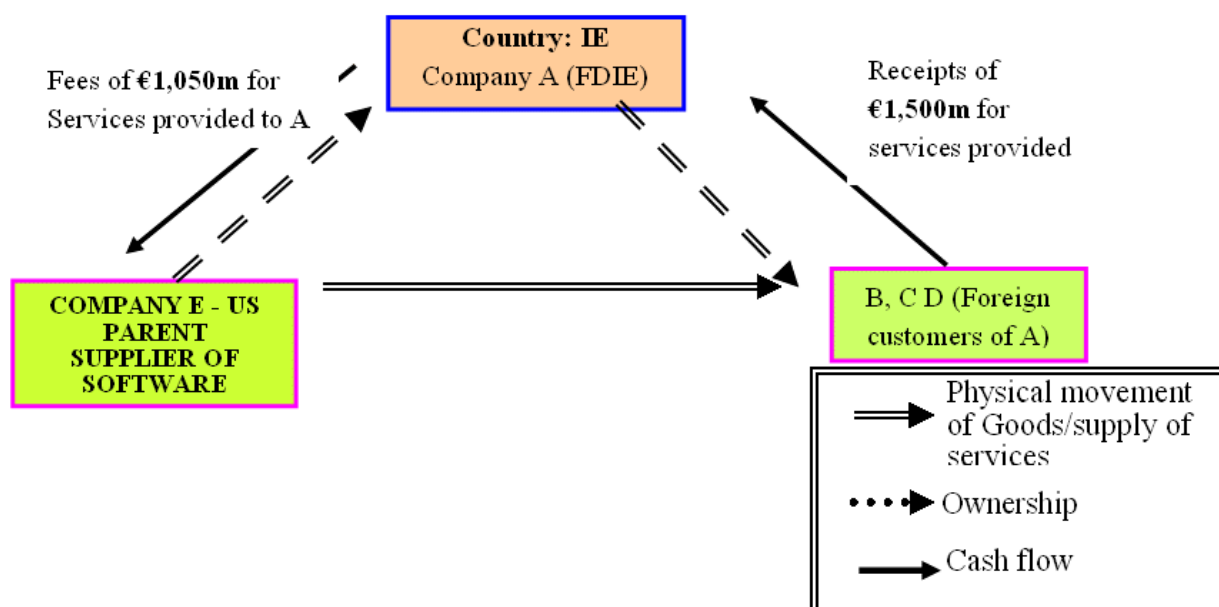 Country: IE
Company A (FDIE)
Fees of €1,050m for
Services provided to A
Receipts of
€1,500m for
services provided
COMPANY E - US
PARENT
SUPPLIER OF
SOFTWARE
B, C D (Foreign
customers of A)
Physical movement
of Goods/supply of
services
Ownership
Cash flow